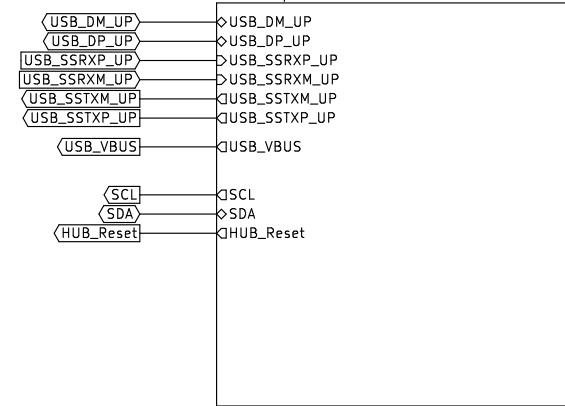 USB_DM_UP USB_DM_UP
USB_DP_UP USB_DP_UP
USB_SSRXP_UP USB_SSRXP_UP
USB_SSRXM_UP USB_SSRXM_UP
USB_SSTXM_UP USB_SSTXM_UP
USB_SSTXP_UP USB_SSTXP_UP
USB_VBUS USB_VBUS
SCL SCL
SDA SDA
HUB_Reset HUB_Reset